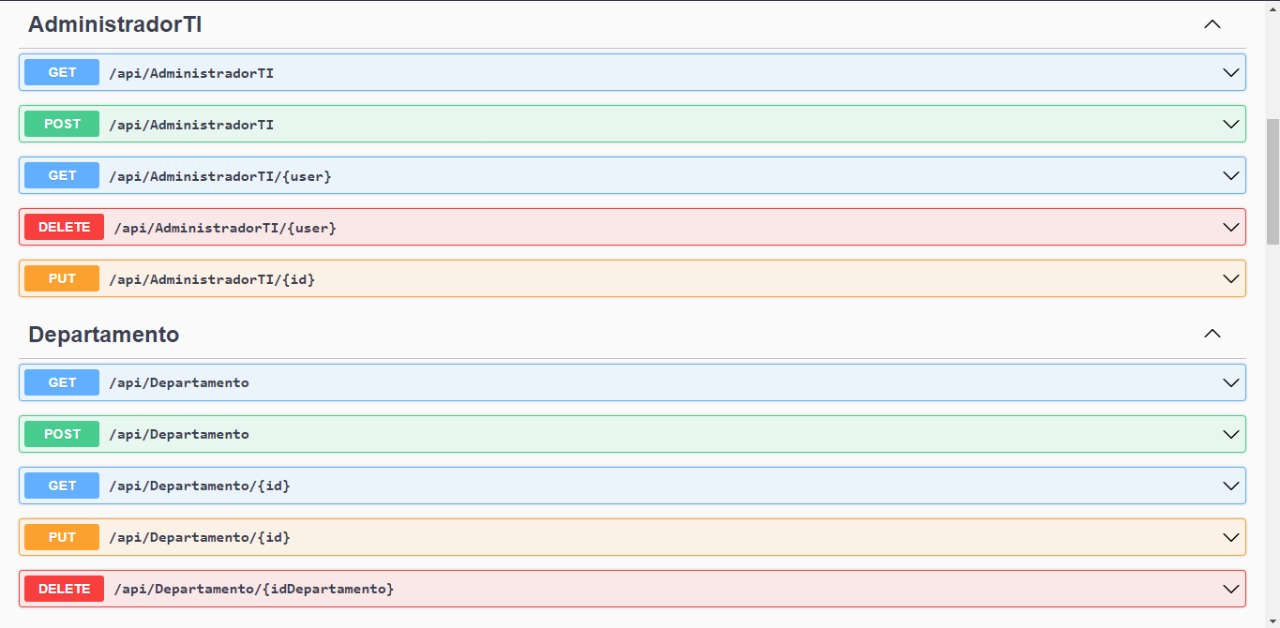 AdministradorTI
GET /api/AdministradorTI
POST /api/AdministradorTI
GET /api/AdministradorTI/{user}
DELETE /api/AdministradorTI/{user}
PUT /api/AdministradorTI/{id}
Departamento
GET /api/Departamento
POST /api/Departamento
GET /api/Departamento/{id}
PUT /api/Departamento/{id}
DELETE /api/Departamento/{idDepartamento}